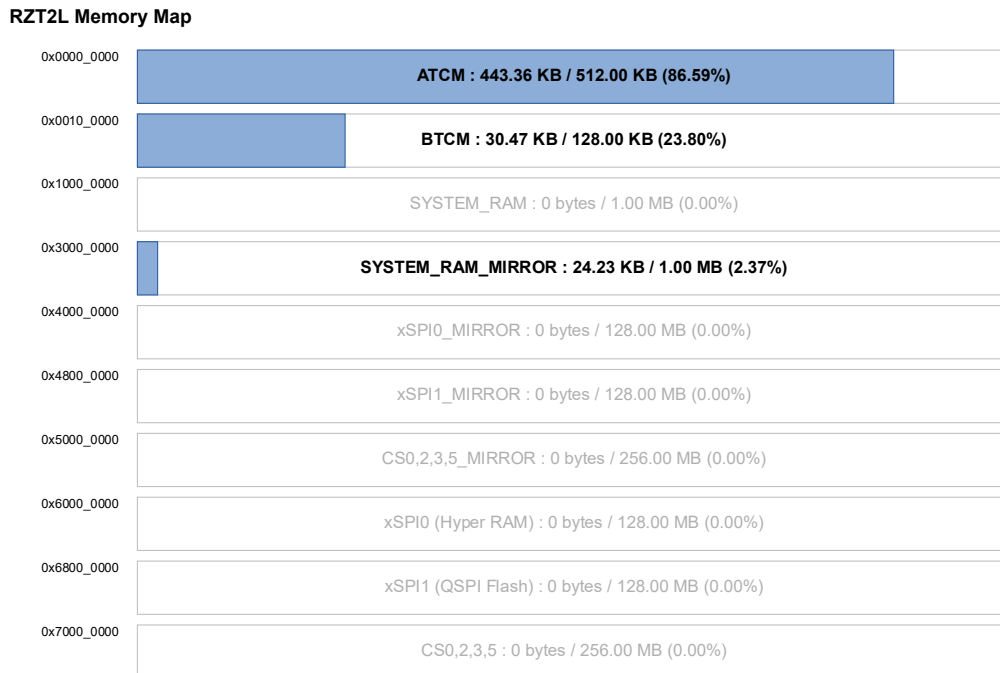 RZT2L Memory Map
0x0000_0000
ATCM : 443.36 KB / 512.00 KB (86.59%)
0x0010_0000
BTCM : 30.47 KB / 128.00 KB (23.80%)
0x1000_0000
SYSTEM_RAM : 0 bytes / 1.00 MB (0.00%)
0x3000_0000
SYSTEM_RAM_MIRROR : 24.23 KB / 1.00 MB (2.37%)
0x4000_0000
xSPI0_MIRROR : 0 bytes / 128.00 MB (0.00%)
0x4800_0000
xSPI1_MIRROR : 0 bytes / 128.00 MB (0.00%)
0x5000_0000
CS0,2,3,5_MIRROR : 0 bytes / 256.00 MB (0.00%)
0x6000_0000
xSPI0 (Hyper RAM) : 0 bytes / 128.00 MB (0.00%)
0x6800_0000
xSPI1 (QSPI Flash) : 0 bytes / 128.00 MB (0.00%)
0x7000_0000
CS0,2,3,5 : 0 bytes / 256.00 MB (0.00%)